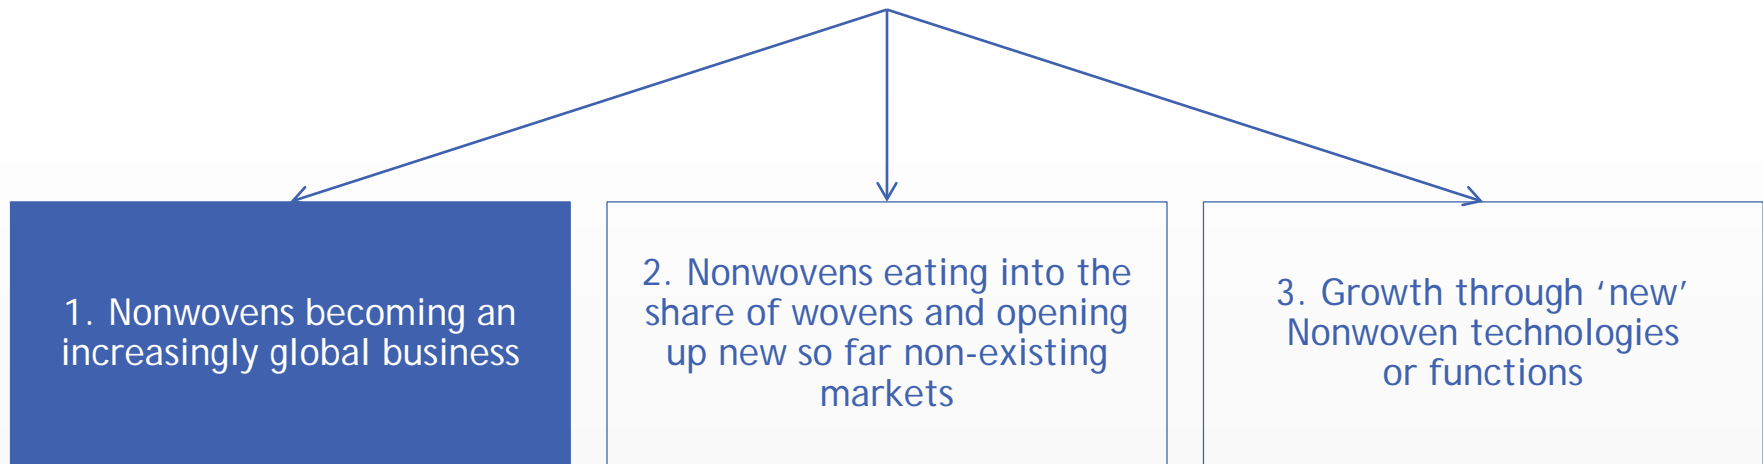 1. Nonwovens becoming an
increasingly global business
2. Nonwovens eating into the
share of wovens and opening
up new so far non-existing
markets
3. Growth through ‘new’
Nonwoven technologies
or functions